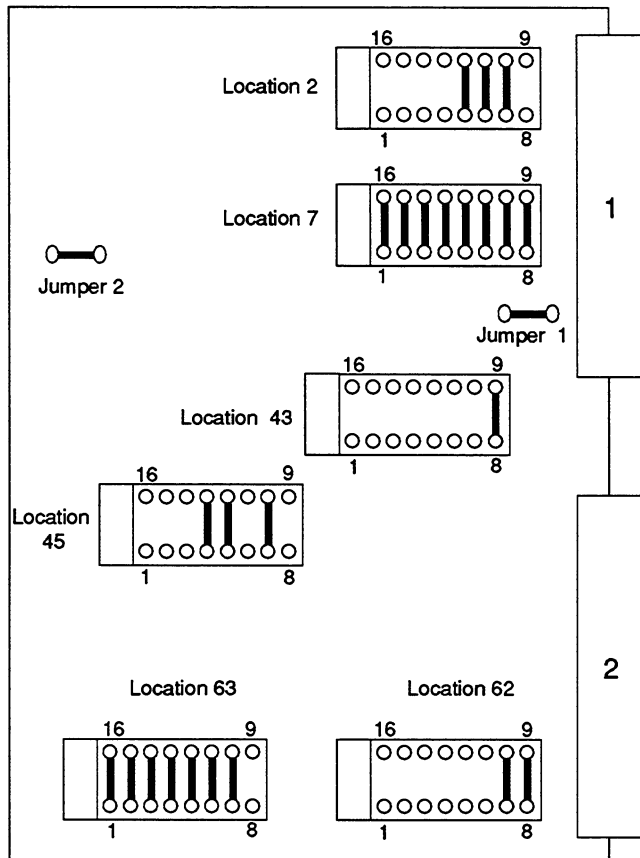 16 9
Location 2
1 8
16 9
Location 7
1 8
1
Jumper 2
Jumper 1
16 9
Location 43
1 8
16 9
Location
45
1 8
2
Location 63
16 9
1 8
Location 62
16 9
1 8